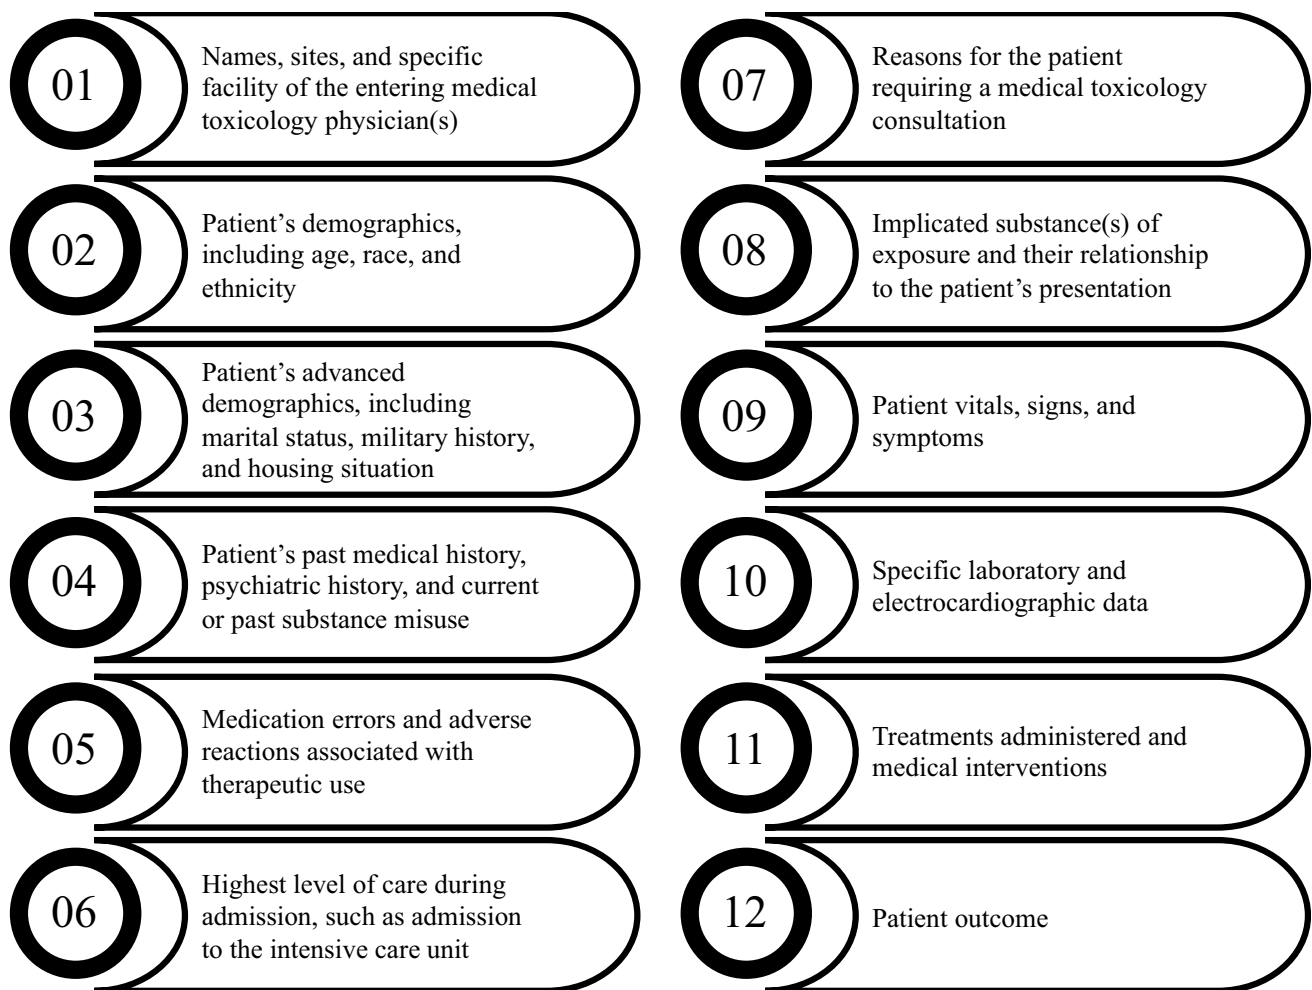 01
Names, sites, and specific
facility of the entering medical
toxicology physician(s)
02
Patient’s demographics,
including age, race, and
ethnicity
03
Patient’s advanced
demographics, including
marital status, military history,
and housing situation
04
Patient’s past medical history,
psychiatric history, and current
or past substance misuse
05
Medication errors and adverse
reactions associated with
therapeutic use
06
Highest level of care during
admission, such as admission
to the intensive care unit
07
Reasons for the patient
requiring a medical toxicology
consultation
08
Implicated substance(s) of
exposure and their relationship
to the patient’s presentation
09
Patient vitals, signs, and
symptoms
10
Specific laboratory and
electrocardiographic data
11
Treatments administered and
medical interventions
12
Patient outcome